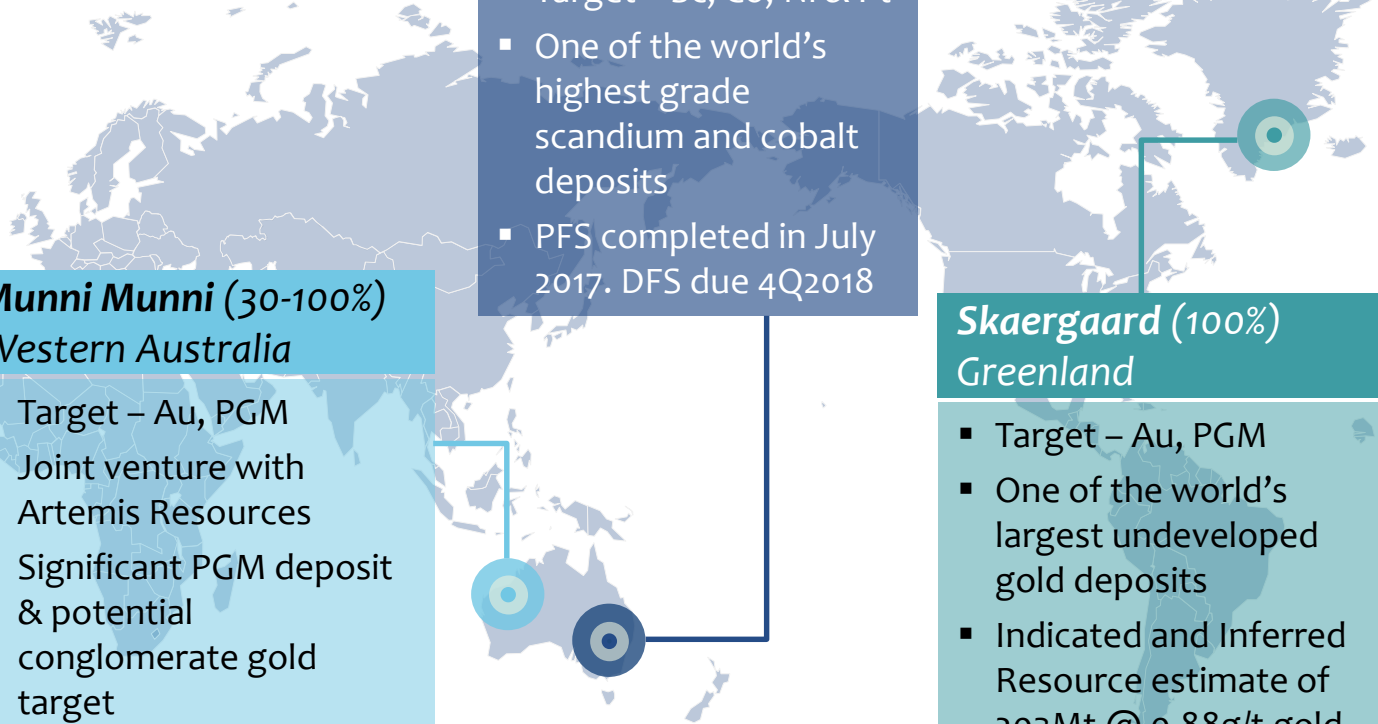 ▪ One of the world's
highest grade
scandium and cobalt
deposits
▪ PFS completed in July
2017. DFS due 4Q2018
Munni Munni (30-100%)
Western Australia
Target – Au, PGM
Joint venture with
Artemis Resources
Significant PGM deposit
& potential
conglomerate gold
target
Skaergaard (100%)
Greenland
▪ Target – Au, PGM
▪ One of the world's
largest undeveloped
gold deposits
▪ Indicated and Inferred
Resource estimate of
gold